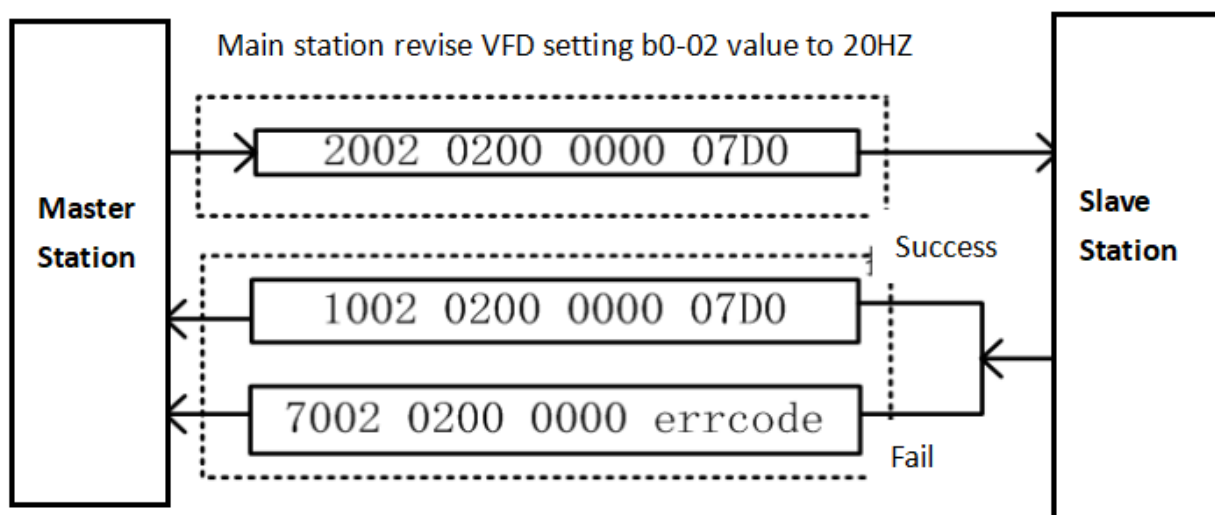 Main station revise VFD setting b0-02 value to 20HZ
2002 0200 0000 07D0
Master
Station
Slave
Station
Success
1002 0200 0000 07D0
7002 0200 0000 errcode
Fail